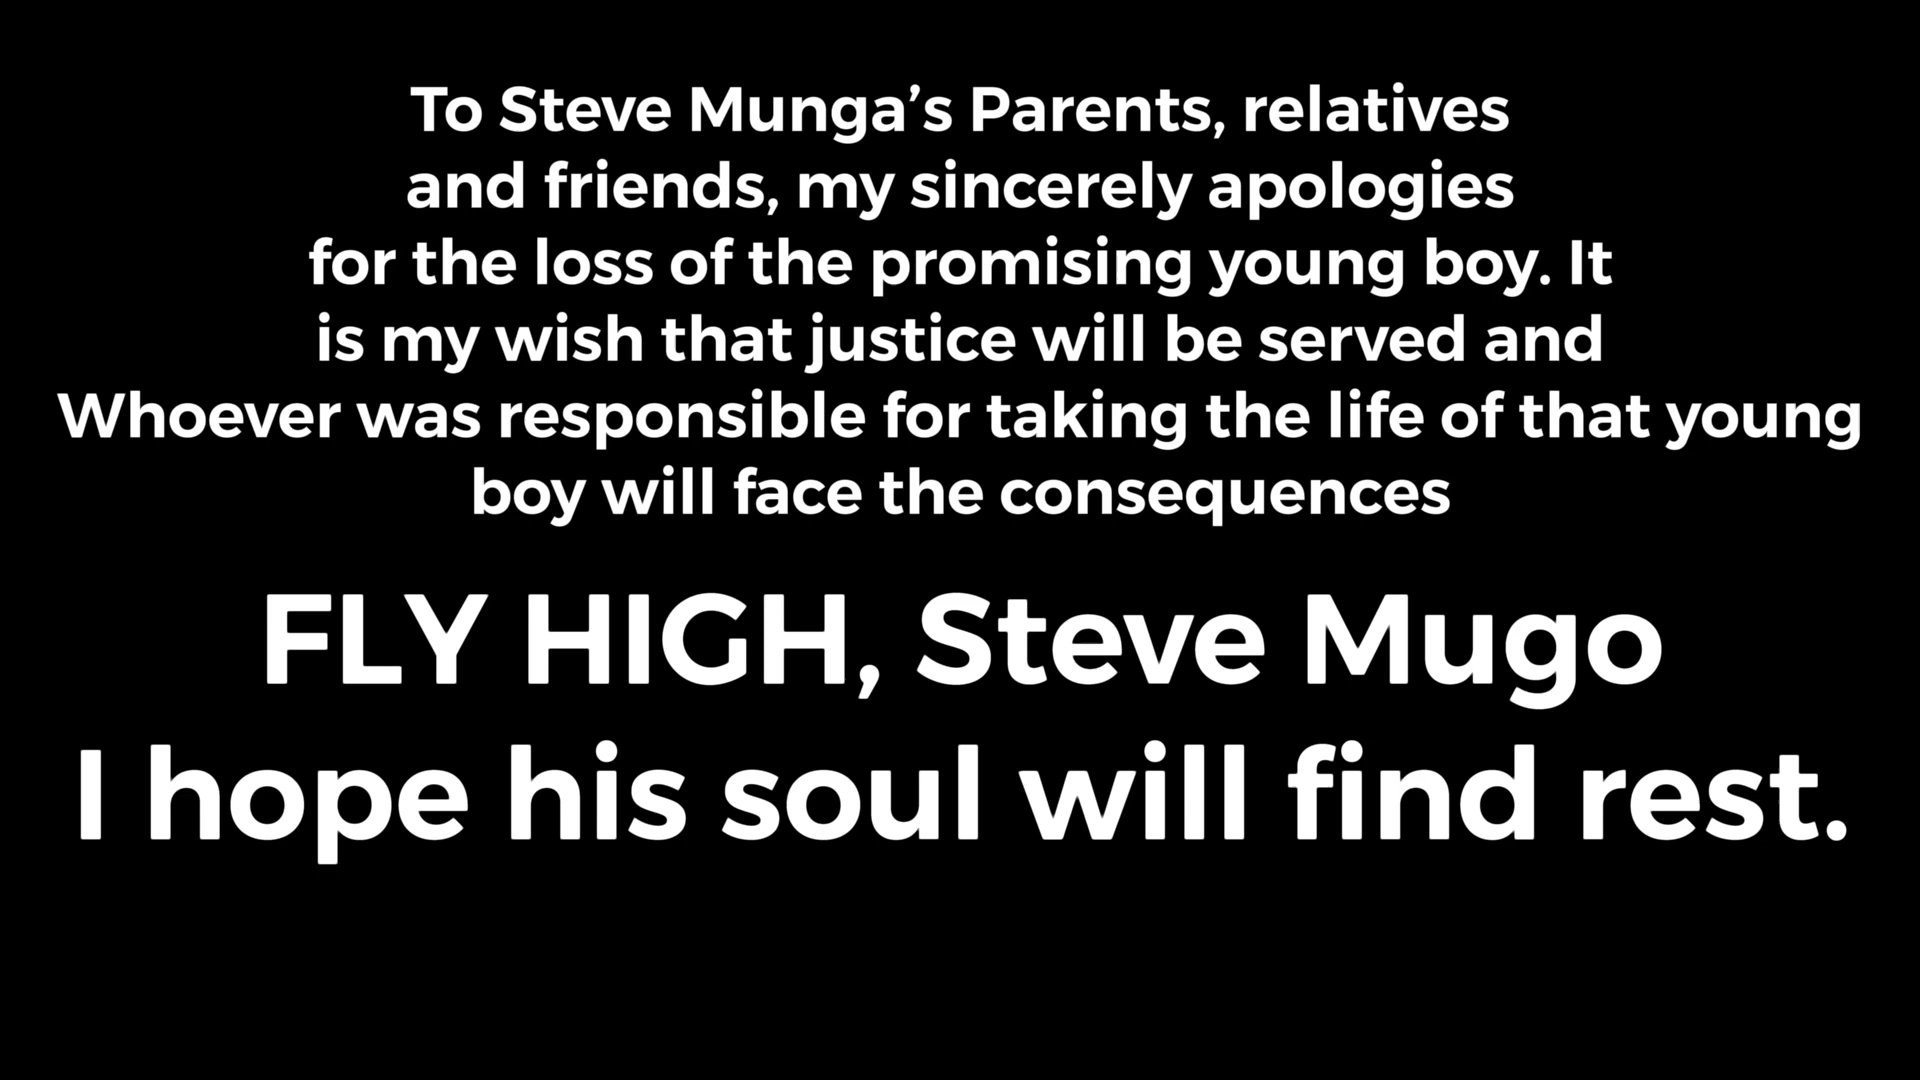 To Steve Munga’s Parents, relatives
and friends, my sincerely apologies
for the loss of the promising young boy. It
is my wish that justice will be served and
Whoever was responsible for taking the life of that young
boy will face the consequences
FLY HIGH, Steve Mugo
I hope his soul will find rest.